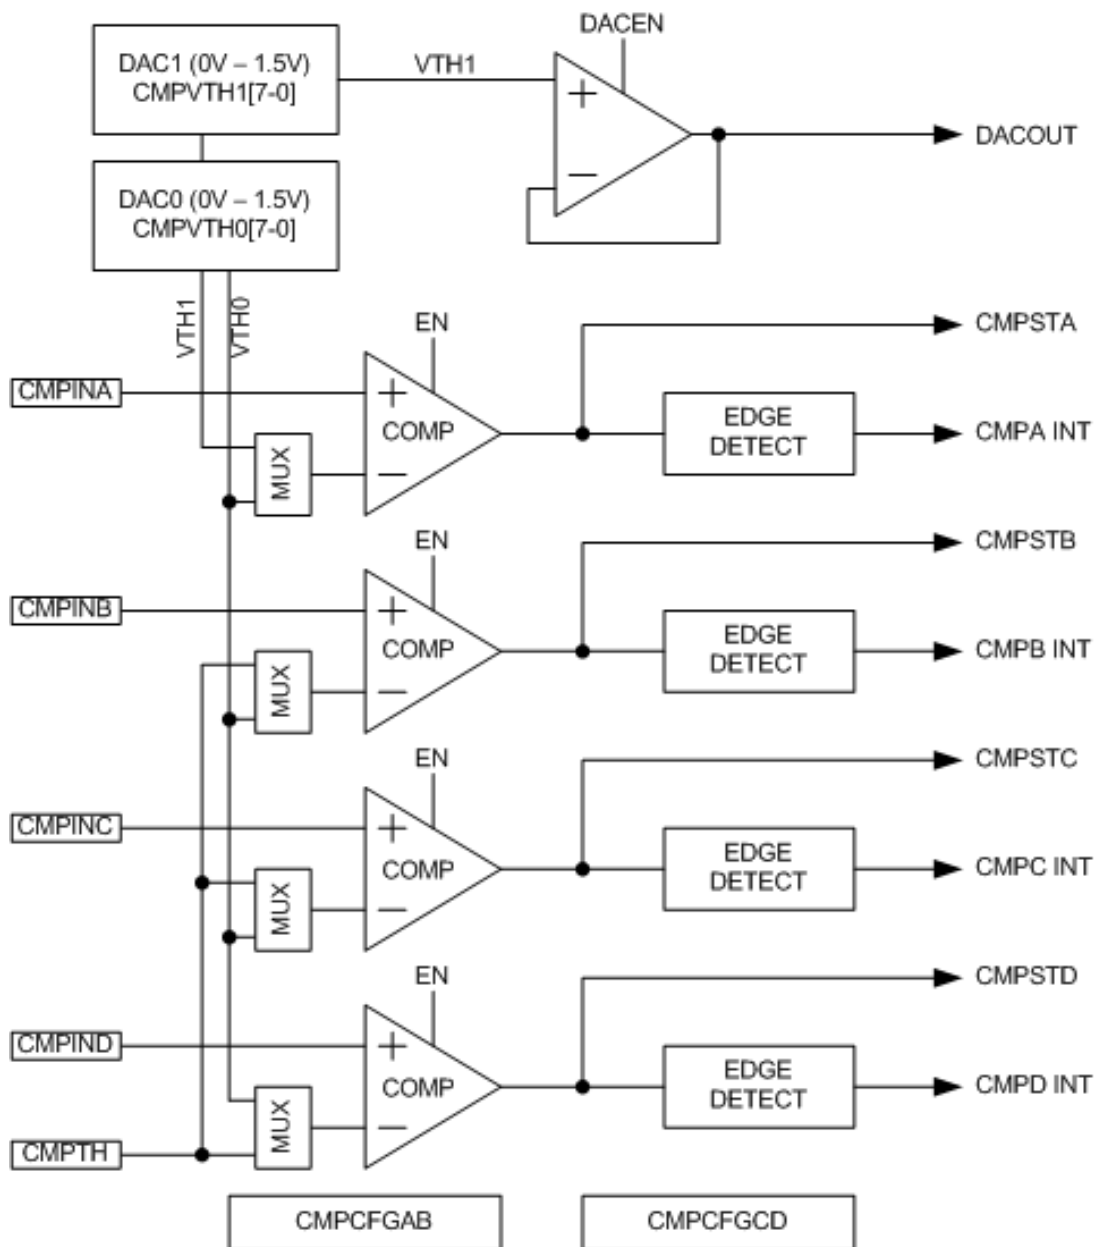 DACEN
DAC1 (0V – 1.5V)
CMPVTH1[7-0]
VTH1
+
−
DACOUT
DAC0 (0V – 1.5V)
CMPVTH0[7-0]
VTH1
VTH0
EN
CMPSTA
CMPINA
+
COMP
−
MUX
EDGE
DETECT
CMPA INT
EN
CMPSTB
CMPINB
+
COMP
−
MUX
EDGE
DETECT
CMPB INT
EN
CMPSTC
CMPINC
+
COMP
−
MUX
EDGE
DETECT
CMPC INT
EN
CMPSTD
CMPIND
+
COMP
−
MUX
EDGE
DETECT
CMPD INT
CMPTH
CMPCFGAB
CMPCFGCD